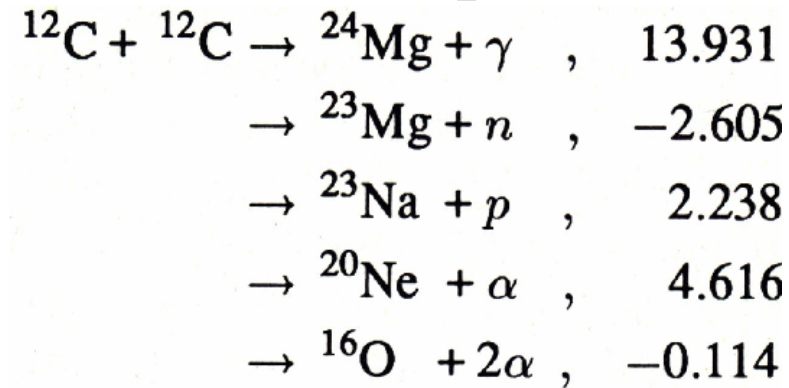 ¹²C + ¹²C → ²⁴Mg + γ , 13.931
→ ²³Mg + n , −2.605
→ ²³Na + p , 2.238
→ ²⁰Ne + α , 4.616
→ ¹⁶O + 2α , −0.114